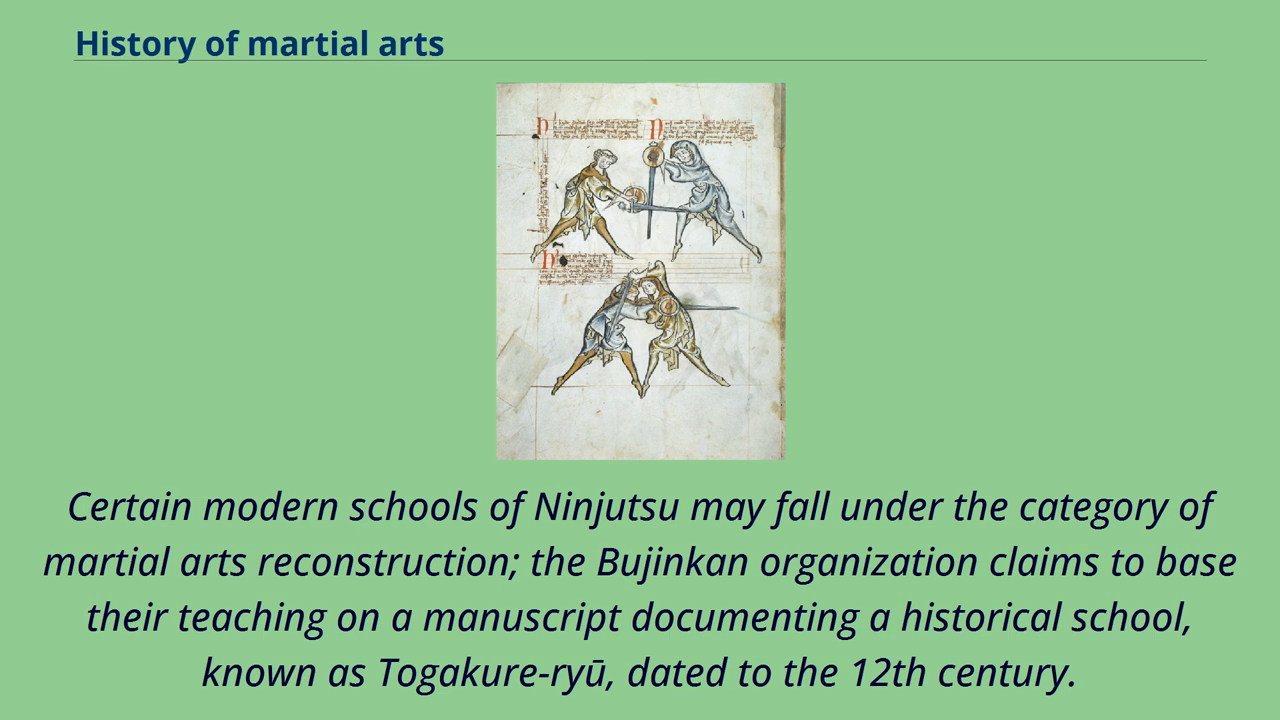 History of martial arts
Certain modern schools of Ninjutsu may fall under the category of
martial arts reconstruction; the Bujinkan organization claims to base
their teaching on a manuscript documenting a historical school,
known as Togakure-ryū, dated to the 12th century.